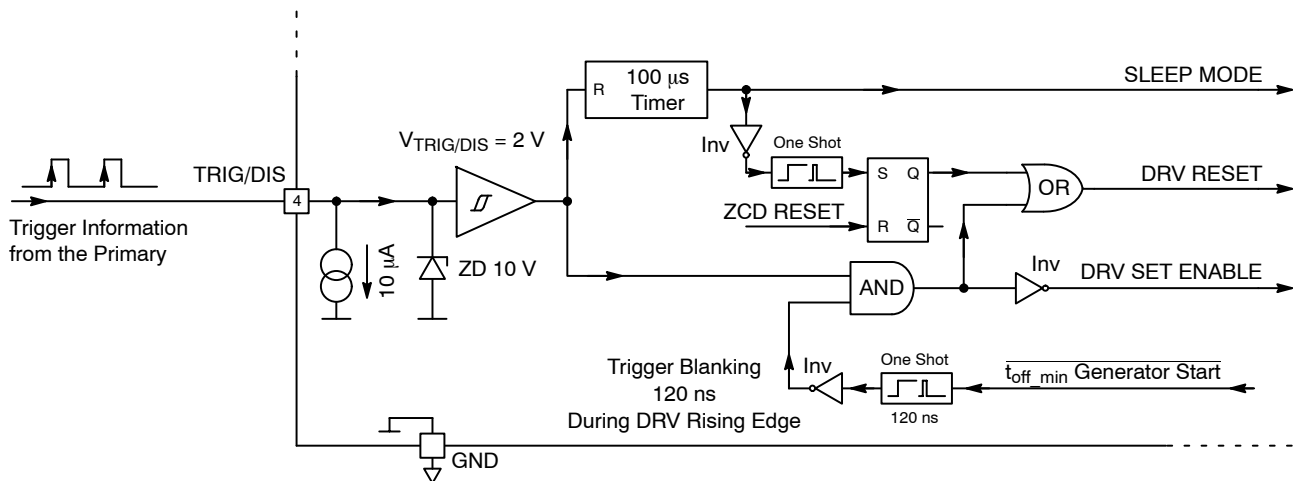 100 μs
Timer
R
SLEEP MODE
VTRIG/DIS = 2 V
Inv
One Shot
TRIG/DIS
4
S Q
OR
DRV RESET
Trigger Information
from the Primary
ZCD RESET
R Q̅
10 μA
ZD 10 V
AND
Inv
DRV SET ENABLE
Trigger Blanking
120 ns
During DRV Rising Edge
Inv
One Shot
120 ns
toff_min Generator Start
GND